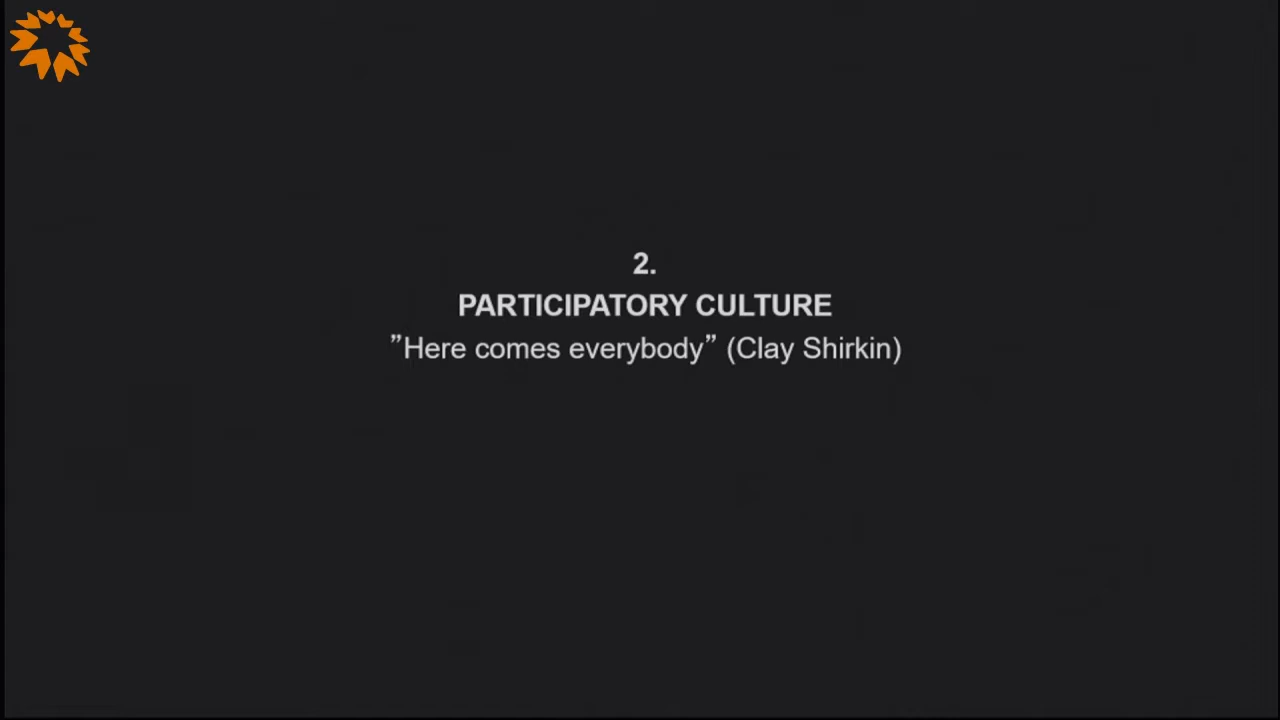 2.
PARTICIPATORY CULTURE
”Here comes everybody” (Clay Shirkin)